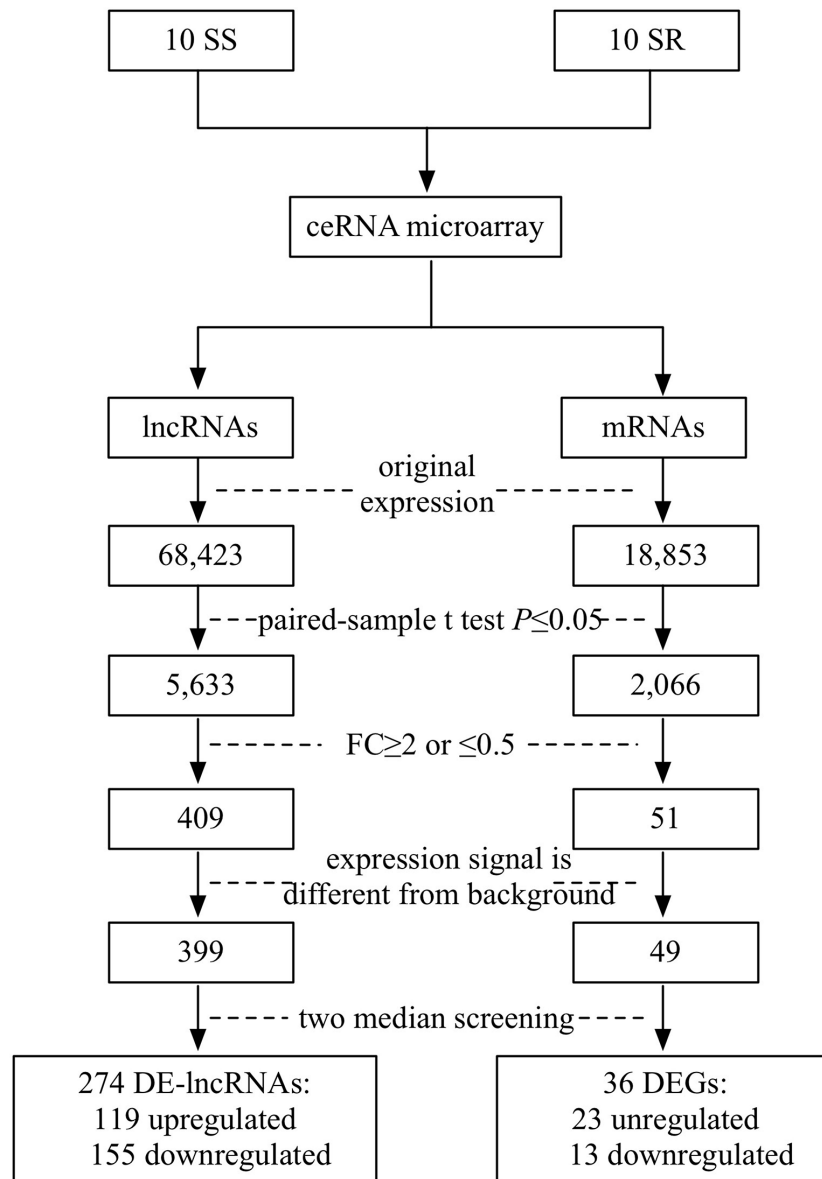 10 SS
10 SR
ceRNA microarray
lncRNAs
mRNAs
original
expression
68,423
18,853
paired-sample t test P≤0.05
5,633
2,066
FC≥2 or ≤0.5
409
51
expression signal is
different from background
399
49
two median screening
274 DE-lncRNAs:
119 upregulated
155 downregulated
36 DEGs:
23 unregulated
13 downregulated